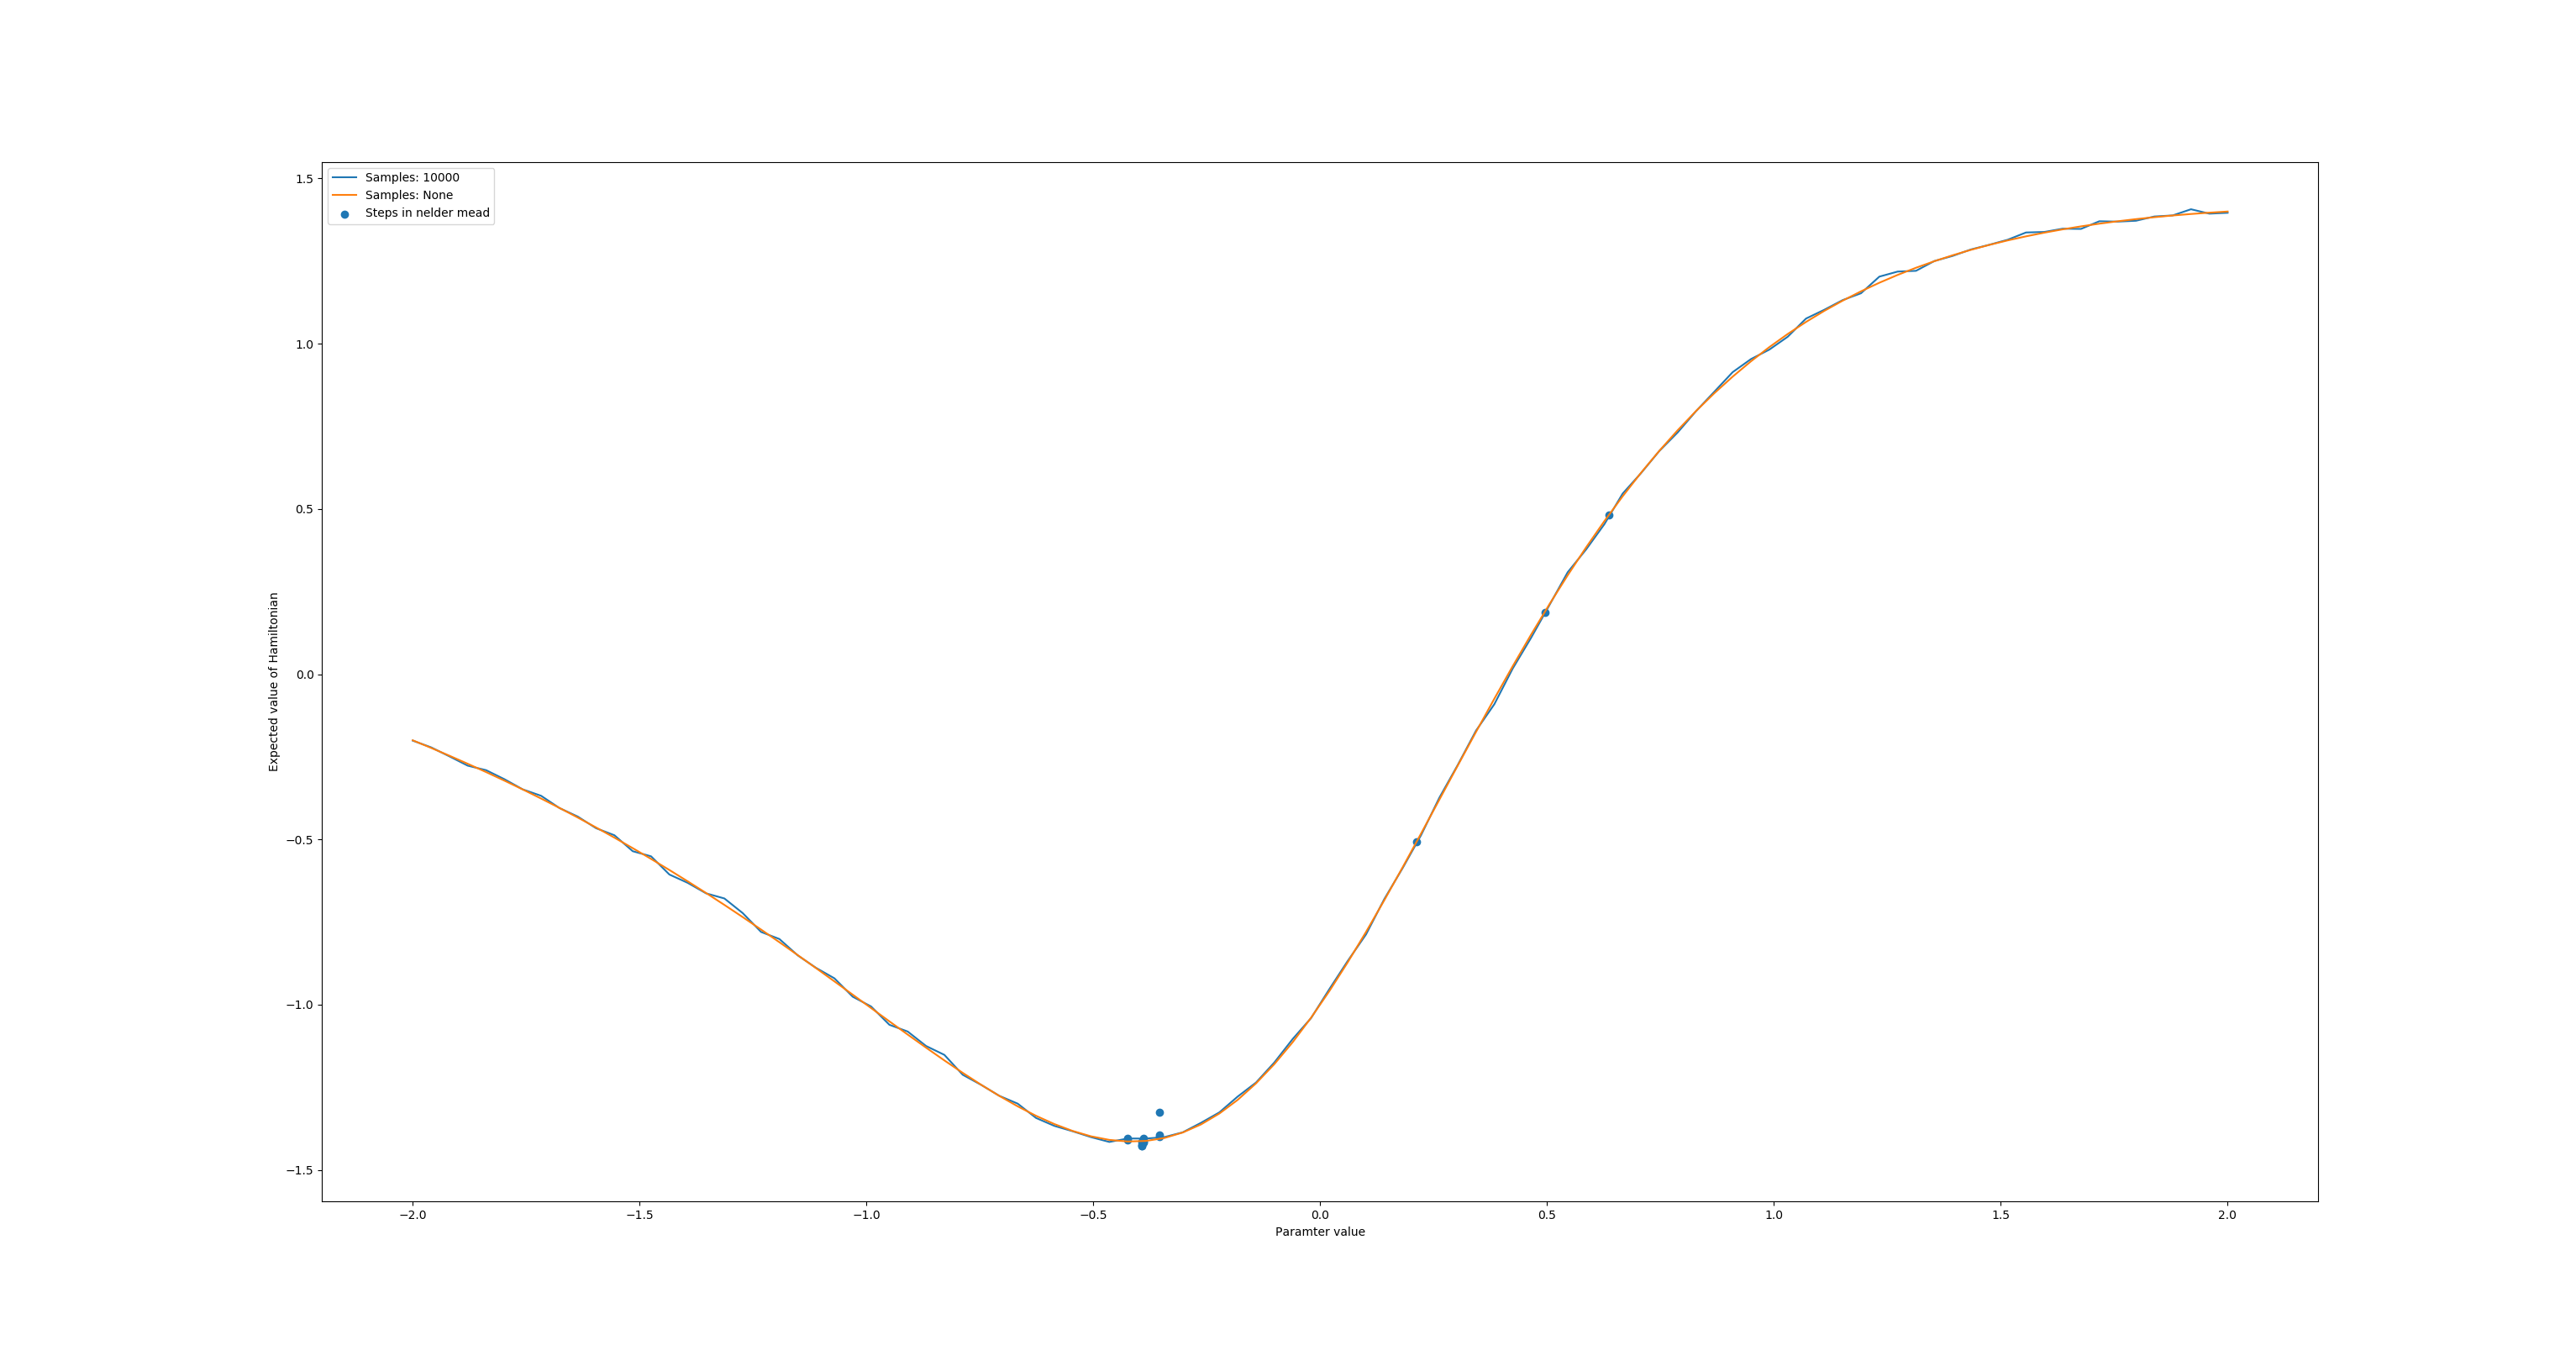 Samples: 10000
Samples: None
Steps in nelder mead
1.5
1.0
0.5
0.0
−0.5
−1.0
−1.5
Expected value of Hamiltonian
−2.0 −1.5 −1.0 −0.5 0.0 0.5 1.0 1.5 2.0
Paramter value